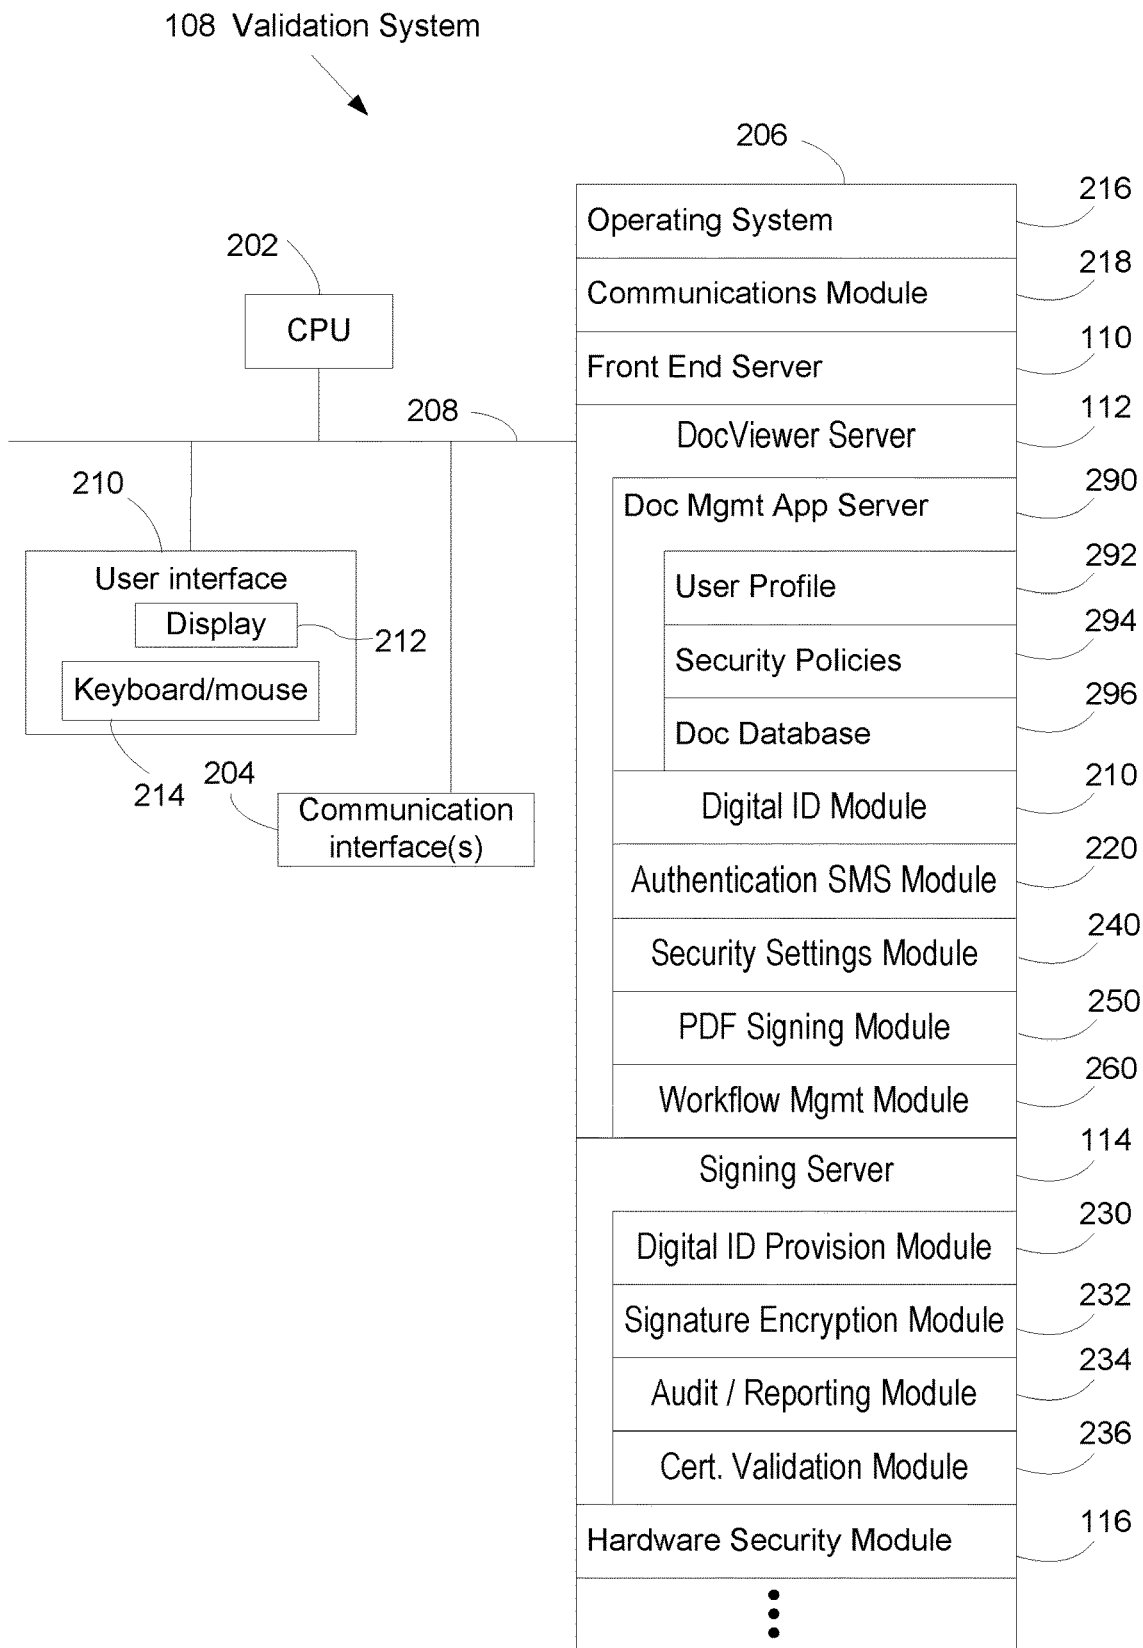 108 Validation System
206
216
Operating System
202
218
Communications Module
CPU
110
Front End Server
208
112
DocViewer Server
210
290
Doc Mgmt App Server
User interface
292
User Profile
Display
212
294
Security Policies
Keyboard/mouse
296
Doc Database
214
204
210
Communication
interface(s)
Digital ID Module
220
Authentication SMS Module
240
Security Settings Module
250
PDF Signing Module
260
Workflow Mgmt Module
114
Signing Server
230
Digital ID Provision Module
232
Signature Encryption Module
234
Audit / Reporting Module
236
Cert. Validation Module
116
Hardware Security Module